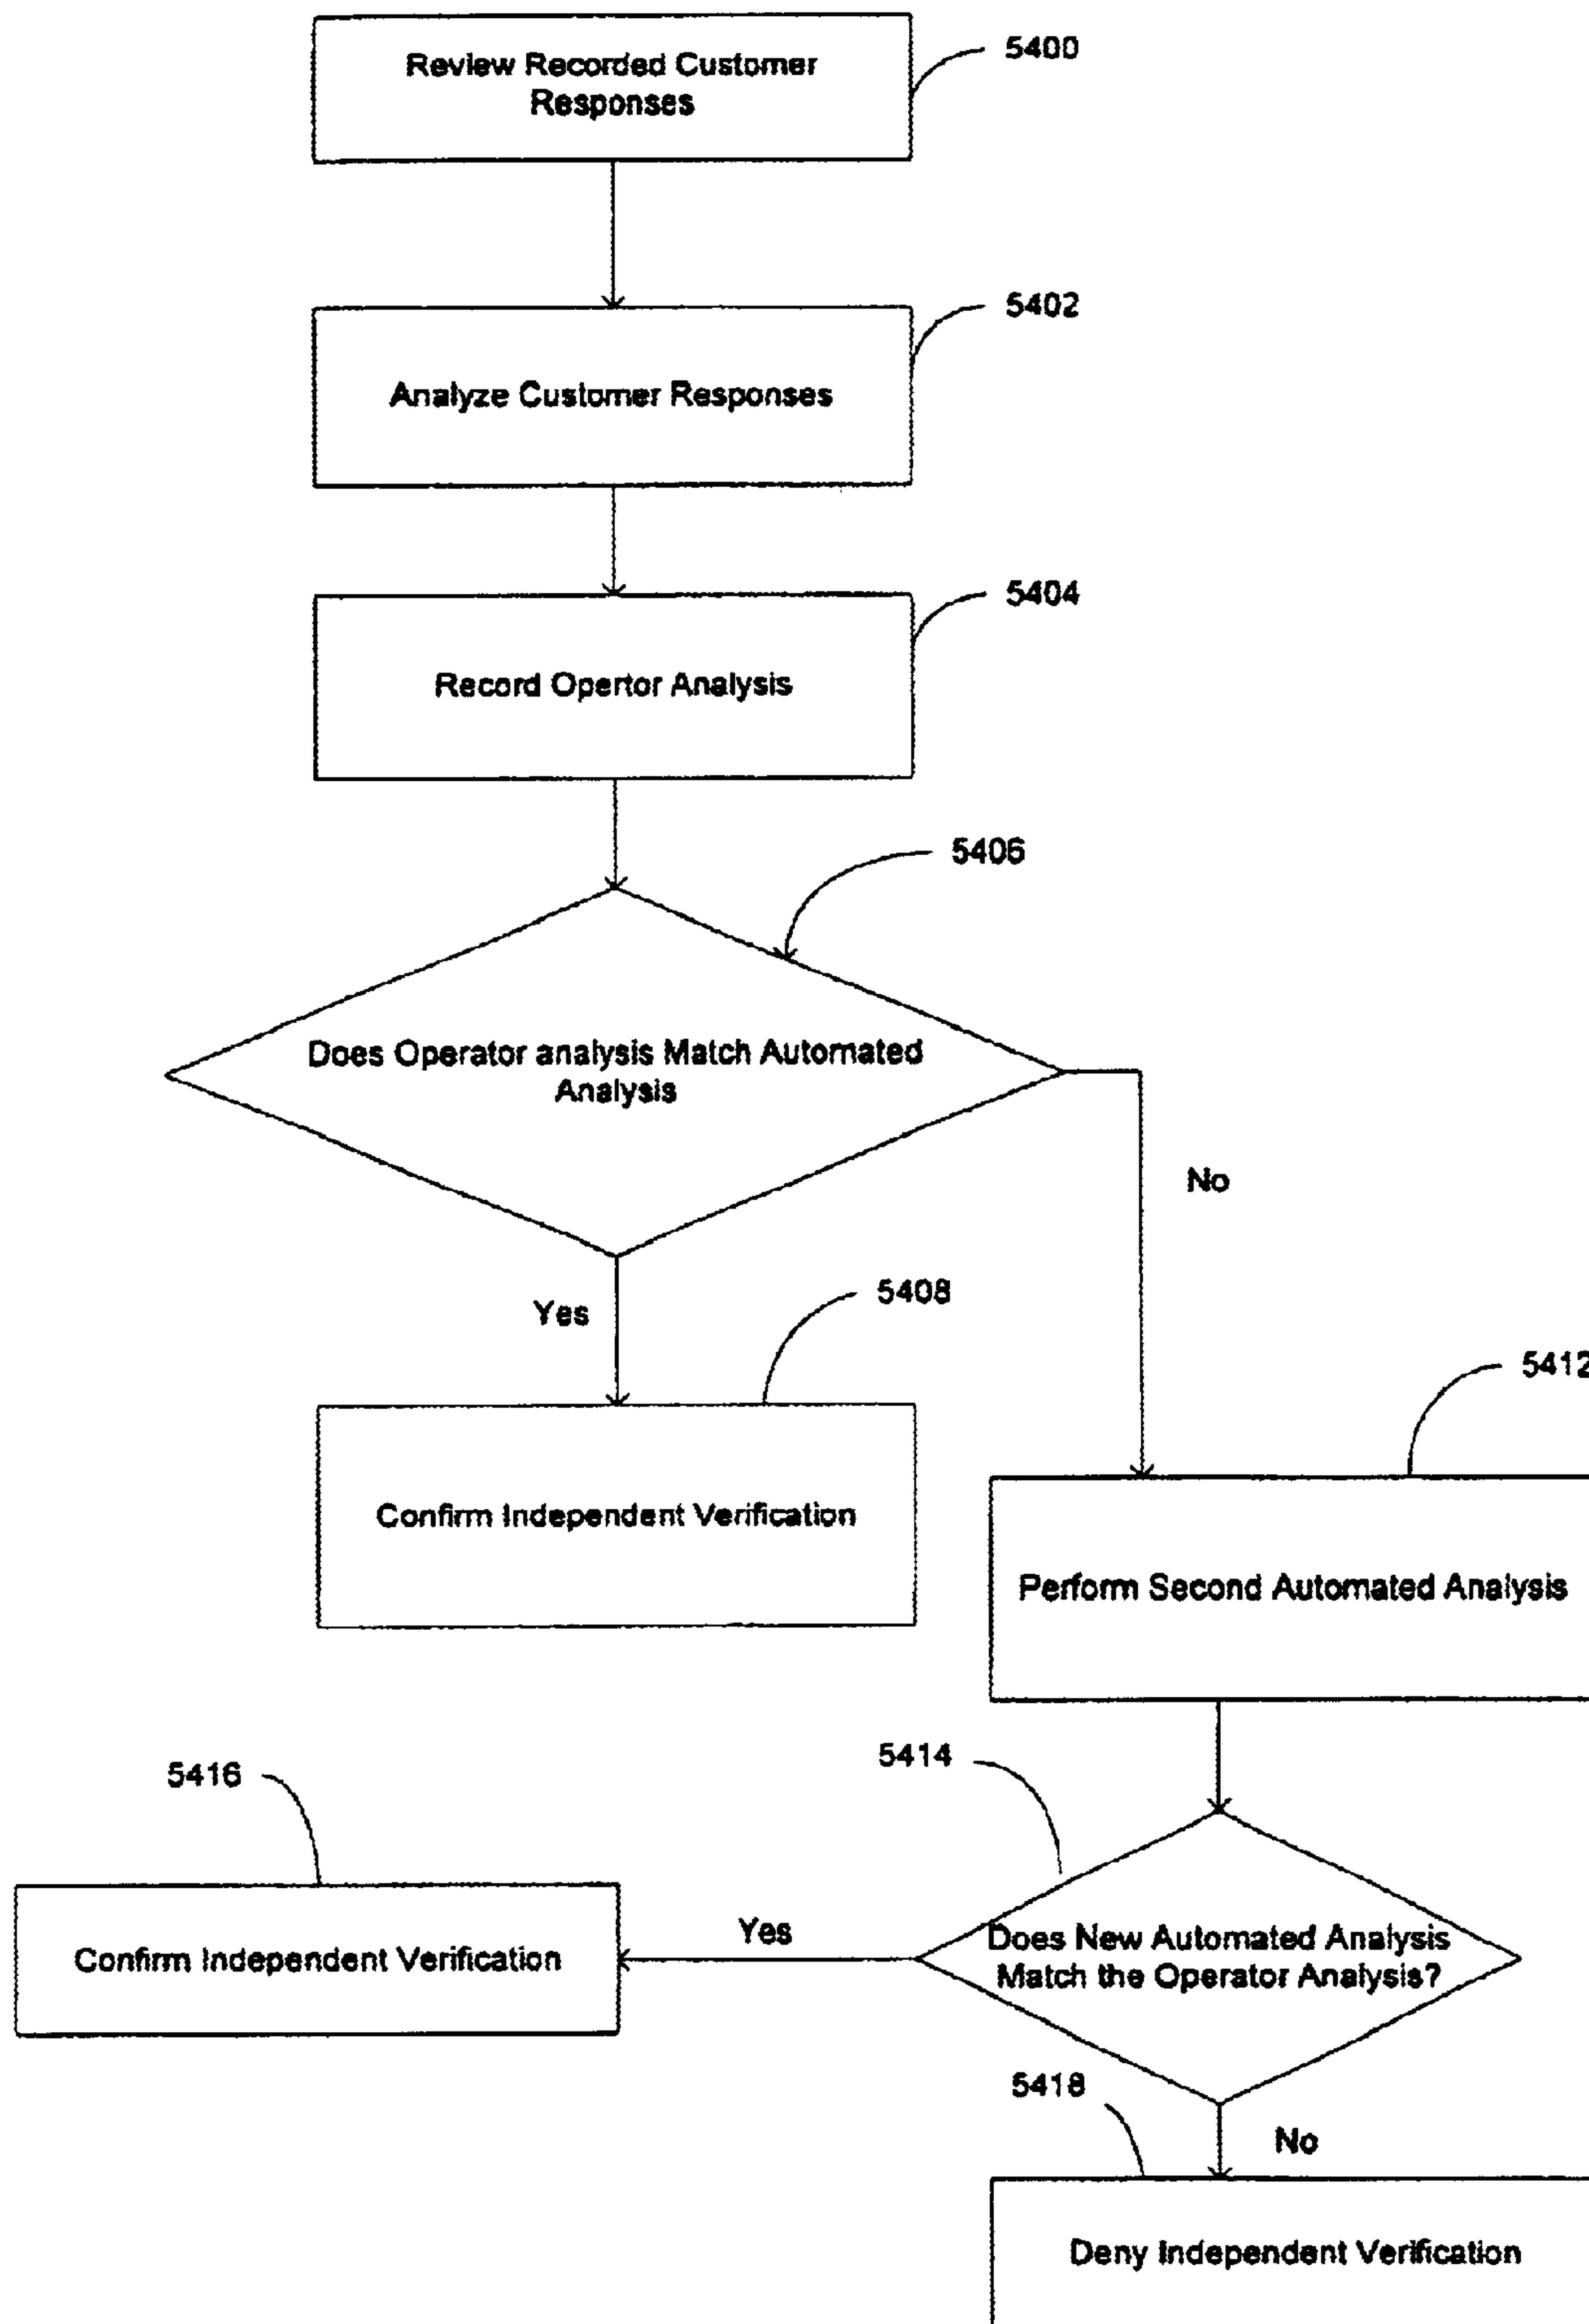 Review Recorded Customer
Responses
5400
5402
Analyze Customer Responses
5404
Record Opertor Analysis
5406
Does Operator analysis Match Automated
Analysis
No
Yes
5408
Confirm Independent Verification
5412
Perform Second Automated Analysis
5414
5416
Does New Automated Analysis
Match the Operator Analysis?
Yes
Confirm Independent Verification
5418
No
Deny Independent Verification